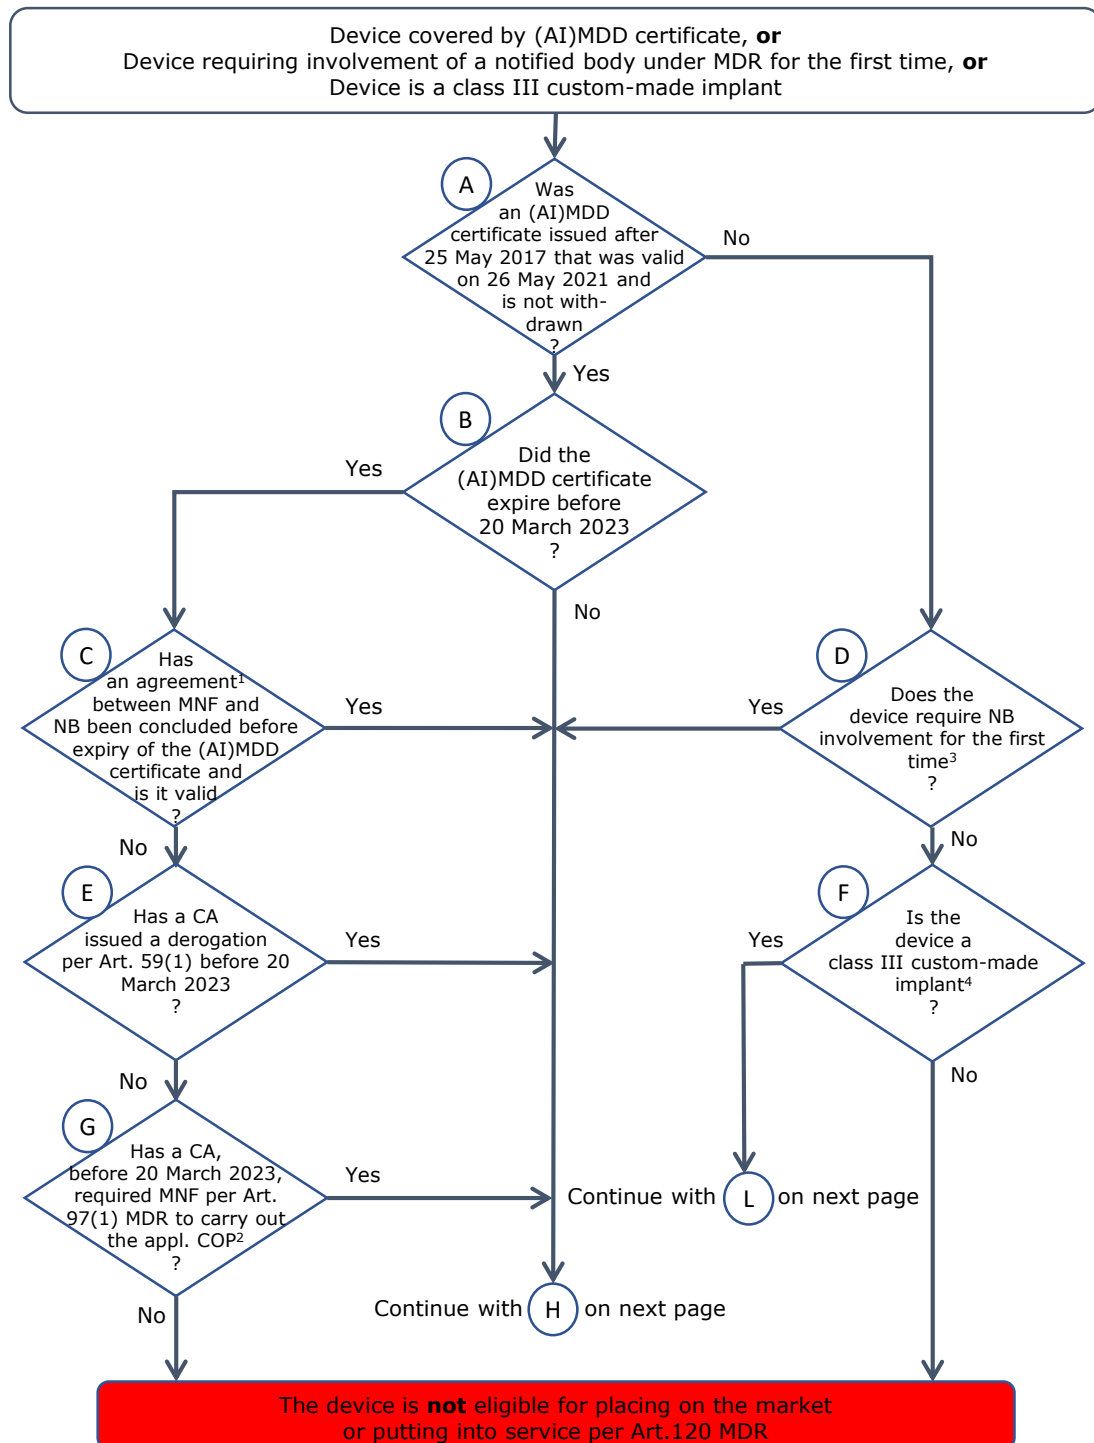 Device covered by (AI)MDD certificate, or
Device requiring involvement of a notified body under MDR for the first time, or
Device is a class III custom-made implant
A
Was
an (AI)MDD
certificate issued after
25 May 2017 that was valid
on 26 May 2021 and
is not with-
drawn
?
No
Yes
B
Did the
(AI)MDD certificate
expire before
20 March 2023
?
Yes
No
C
Has
an agreement¹
between MNF and
NB been concluded before
expiry of the (AI)MDD
certificate and
is it valid
?
Yes
No
D
Does the
device require NB
involvement for the first
time³
?
Yes
No
E
Has a CA
issued a derogation
per Art. 59(1) before 20
March 2023
?
Yes
No
F
Is the
device a
class III custom-made
implant⁴
?
Yes
No
G
Has a CA,
before 20 March 2023,
required MNF per Art.
97(1) MDR to carry out
the appl. COP²
?
Yes
No
Continue with L on next page
Continue with H on next page
The device is not eligible for placing on the market
or putting into service per Art.120 MDR